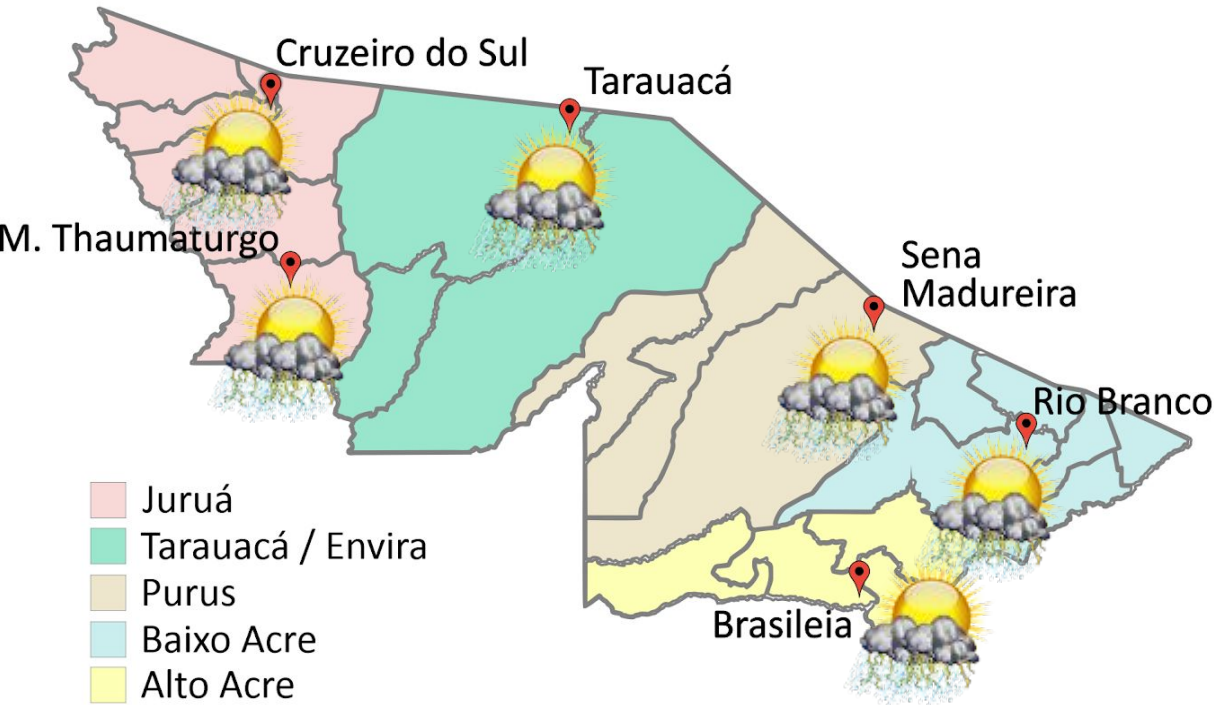 Cruzeiro do Sul
Tarauacá
M. Thaumaturgo
Sena
Madureira
Rio Branco
Brasileia
Juruá
Tarauacá / Envira
Purus
Baixo Acre
Alto Acre